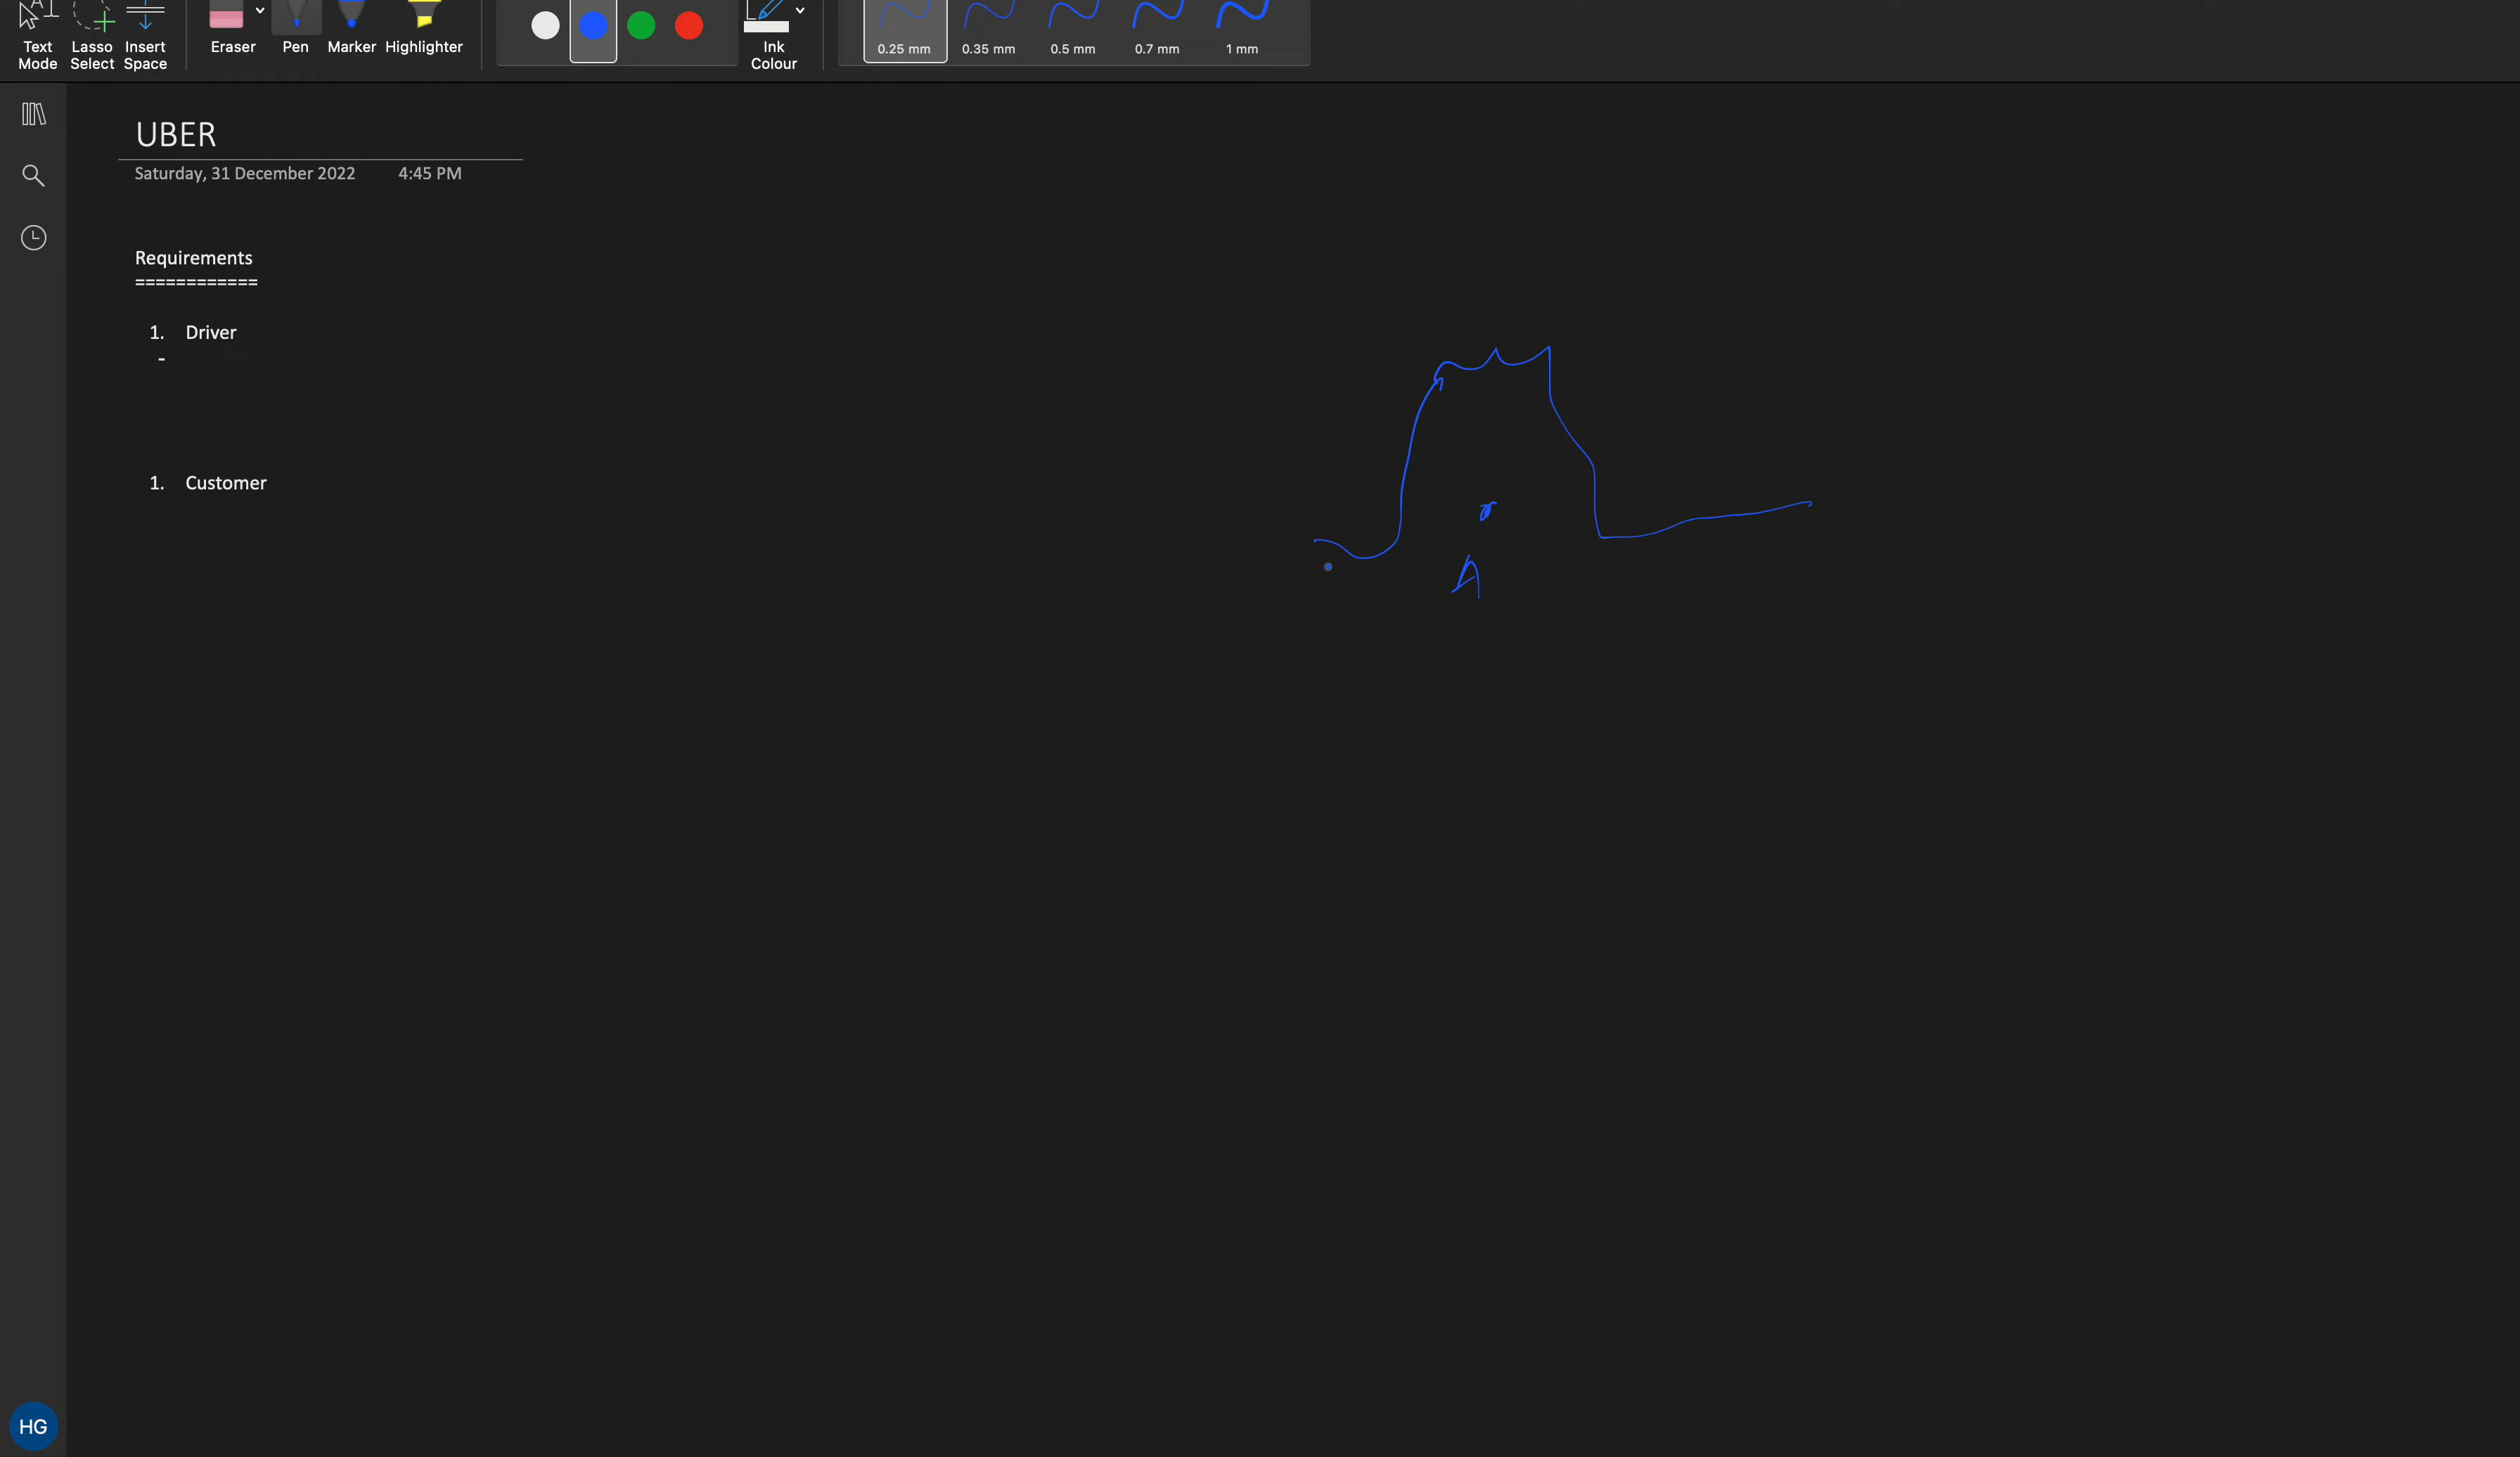 Text Mode
Lasso Select
Insert Space
Eraser
Pen
Marker
Highlighter
Ink Colour
0.25 mm
0.35 mm
0.5 mm
0.7 mm
1 mm
UBER
Saturday, 31 December 2022 4:45 PM
Requirements
============
1. Driver
-
1. Customer
A
HG